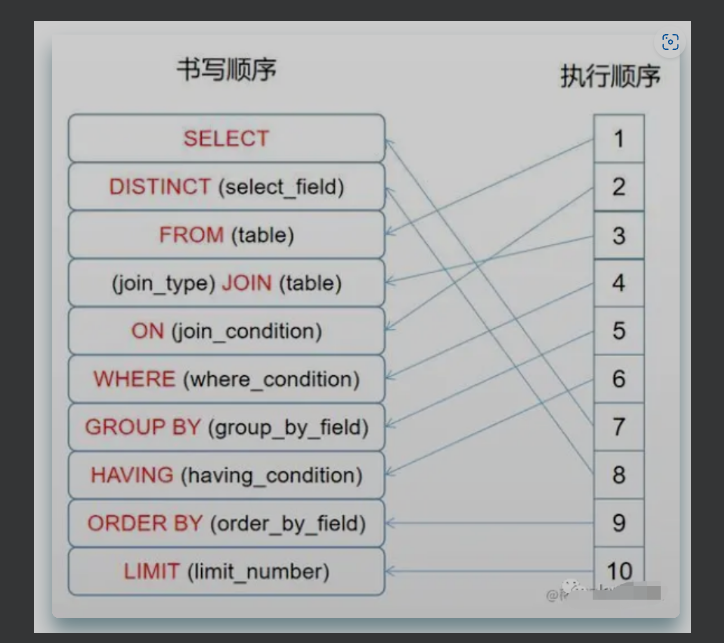 书写顺序
执行顺序
SELECT
1
DISTINCT (select_field)
2
FROM (table)
3
(join_type) JOIN (table)
4
ON (join_condition)
5
WHERE (where_condition)
6
GROUP BY (group_by_field)
7
HAVING (having_condition)
8
ORDER BY (order_by_field)
9
LIMIT (limit_number)
10